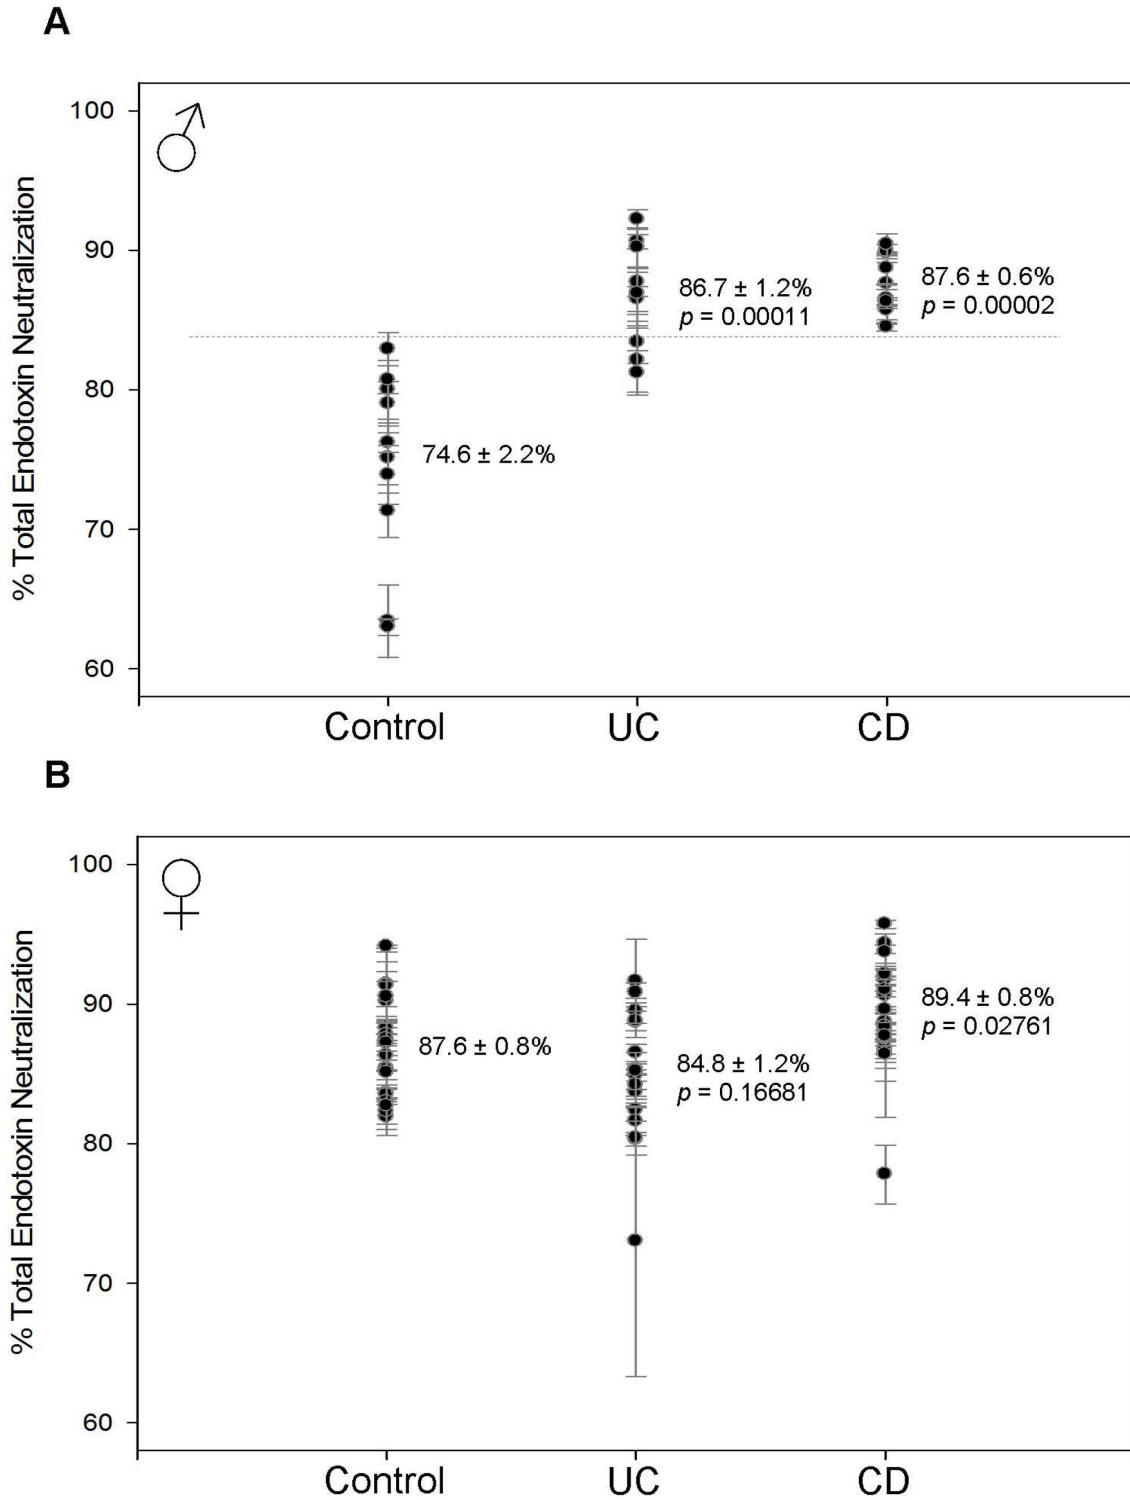 A
% Total Endotoxin Neutralization
100
90
80
70
60
♂
74.6 ± 2.2%
86.7 ± 1.2%
p = 0.00011
87.6 ± 0.6%
p = 0.00002
Control
UC
CD
B
% Total Endotoxin Neutralization
100
90
80
70
60
♀
87.6 ± 0.8%
84.8 ± 1.2%
p = 0.16681
89.4 ± 0.8%
p = 0.02761
Control
UC
CD